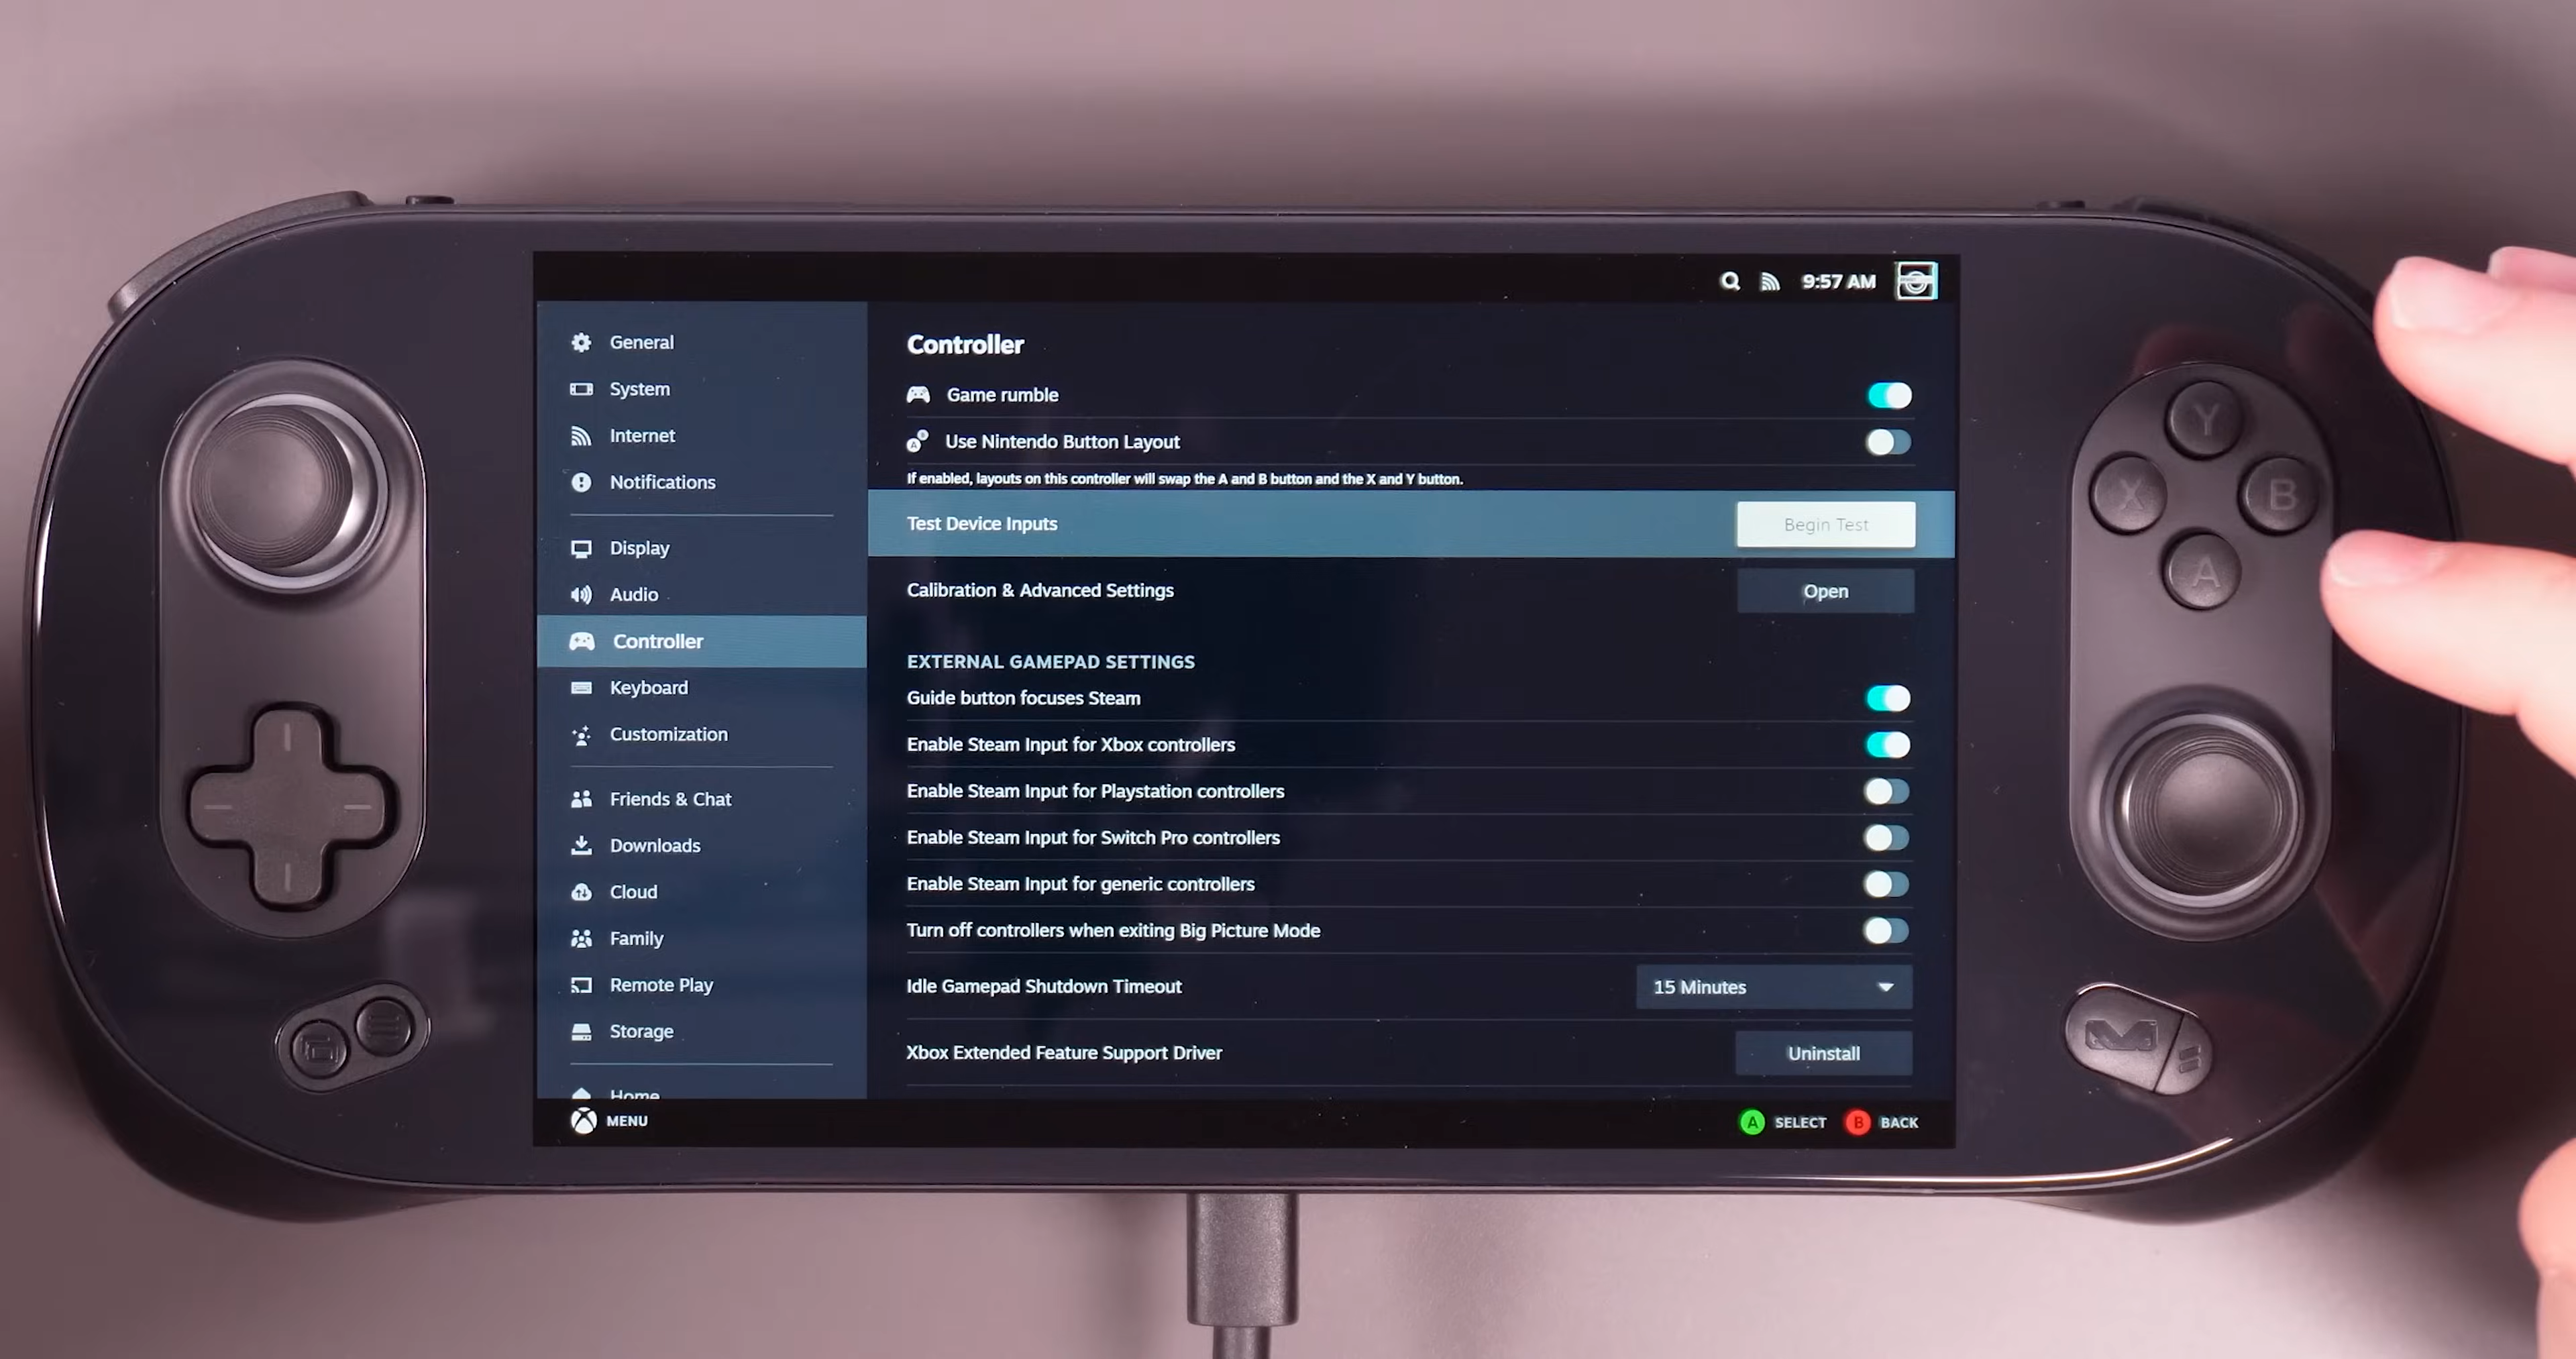 9:57 AM
General
System
Internet
Notifications
Display
Audio
Controller
Keyboard
Customization
Friends & Chat
Downloads
Cloud
Family
Remote Play
Storage
Home
Controller
Game rumble
Use Nintendo Button Layout
If enabled, layouts on this controller will swap the A and B button and the X and Y button.
Test Device Inputs Begin Test
Calibration & Advanced Settings Open
EXTERNAL GAMEPAD SETTINGS
Guide button focuses Steam
Enable Steam Input for Xbox controllers
Enable Steam Input for Playstation controllers
Enable Steam Input for Switch Pro controllers
Enable Steam Input for generic controllers
Turn off controllers when exiting Big Picture Mode
Idle Gamepad Shutdown Timeout 15 Minutes
Xbox Extended Feature Support Driver Uninstall
MENU
A SELECT B BACK
Y
X
B
A